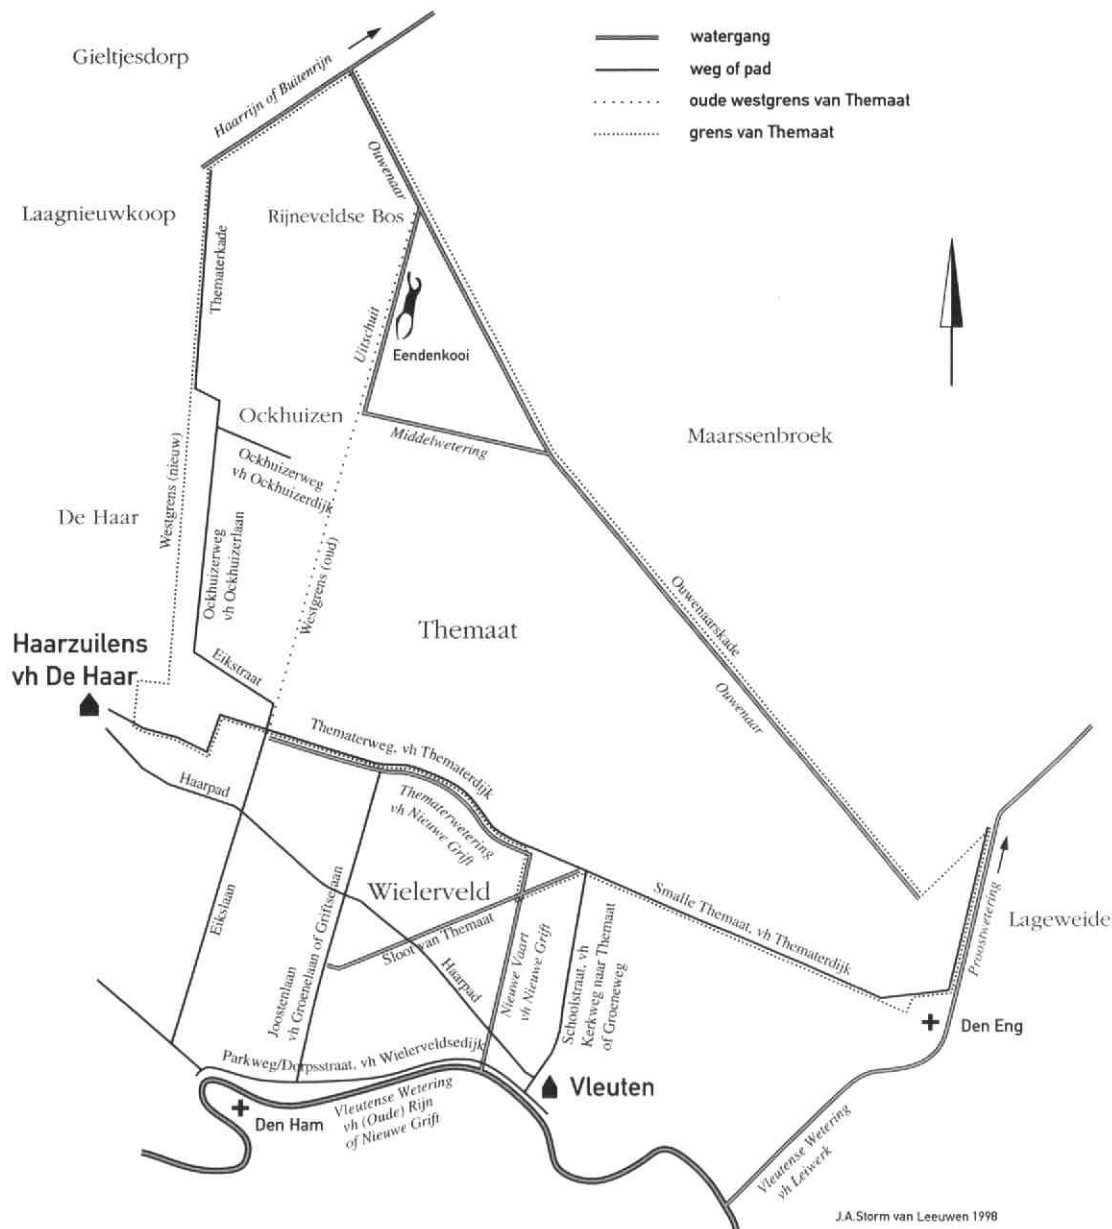 Gieltjesdorp
Haarrijn of Buitenrijn
watergang
weg of pad
oude westgrens van Themaat
grens van Themaat
Laagnieuwkoop
Rijneveldse Bos
Ouwenaar
Thematerkade
Uitschuit
Eendenkooi
Ockhuizen
Middelwetering
Maarssenbroek
Ockhuizerweg
vh Ockhuizerdijk
De Haar
Westgrens (nieuw)
Ockhuizerweg
vh Ockhuizerlaan
Westgrens (oud)
Themaat
Ouwenaarskade
Ouwenaar
Haarzuilens
vh De Haar
Eikstraat
Thematerweg, vh Thematerdijk
Haarpad
Thematerwetering
vh Nieuwe Grift
Wielerveld
Eikslaan
Joostenlaan
vh Groenelaan of Griftselaan
Sloot van Themaat
Haarpad
Nieuwe Vaart
vh Nieuwe Grift
Schoolstraat, vh
Kerkweg naar Themaat
of Groeneweg
Smalle Themaat, vh Thematerdijk
Proostwetering
Lageweide
Den Eng
Parkweg/Dorpsstraat, vh Wielerveldsedijk
Vleuten
Den Ham
Vleutense Wetering
vh (Oude) Rijn
of Nieuwe Grift
Vleutense Wetering
vh Leiwerk
J.A.Storm van Leeuwen 1998